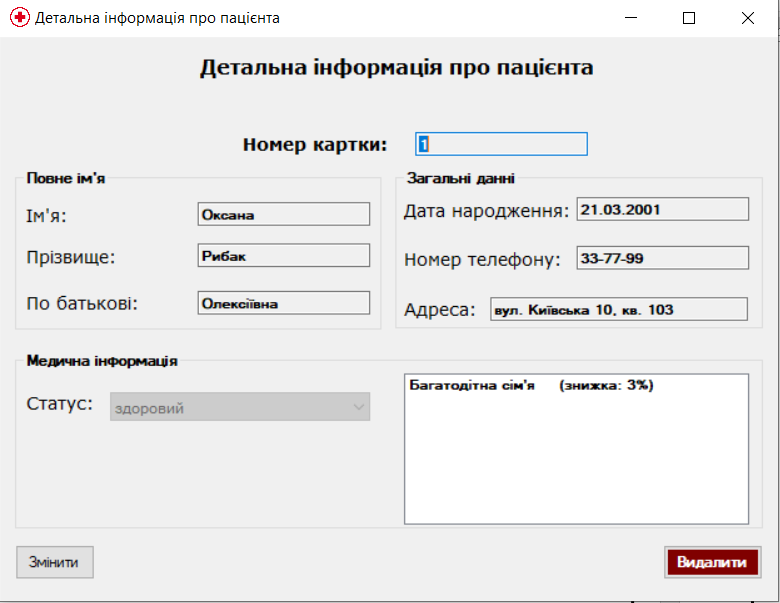 Детальна інформація про пацієнта
Детальна інформація про пацієнта
Номер картки: 1
Повне ім'я
Ім'я: Оксана
Прізвище: Рибак
По батькові: Олексіївна
Загальні данні
Дата народження: 21.03.2001
Номер телефону: 33-77-99
Адреса: вул. Київська 10, кв. 103
Медична інформація
Статус: здоровий
Багатодітна сім'я (знижка: 3%)
Змінити
Видалити